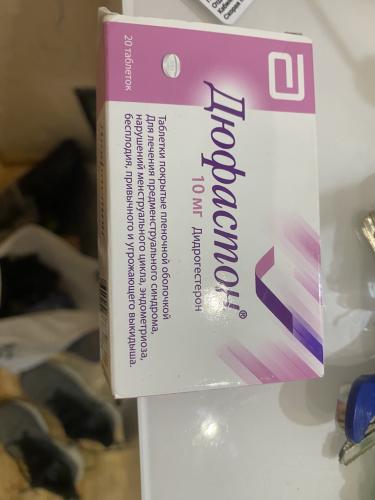 20 таблеток
Дюфастон®
10 мг Дидрогестерон
Таблетки покрытые пленочной оболочкой
Для лечения предменструального синдрома,
нарушений менструального цикла, эндометриоза,
бесплодия, привычного и угрожающего выкидыша.